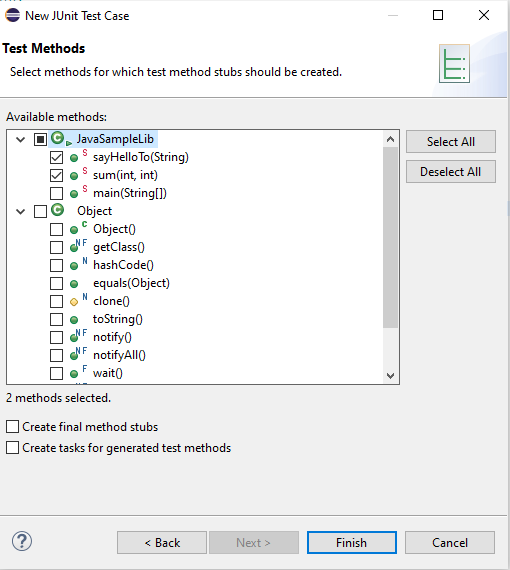 New JUnit Test Case
Test Methods
Select methods for which test method stubs should be created.
Available methods:
JavaSampleLib
S sayHelloTo(String)
S sum(int, int)
S main(String[])
Object
C Object()
N F getClass()
N hashCode()
equals(Object)
N clone()
toString()
N F notify()
N F notifyAll()
F wait()
Select All
Deselect All
2 methods selected.
Create final method stubs
Create tasks for generated test methods
? < Back Next > Finish Cancel